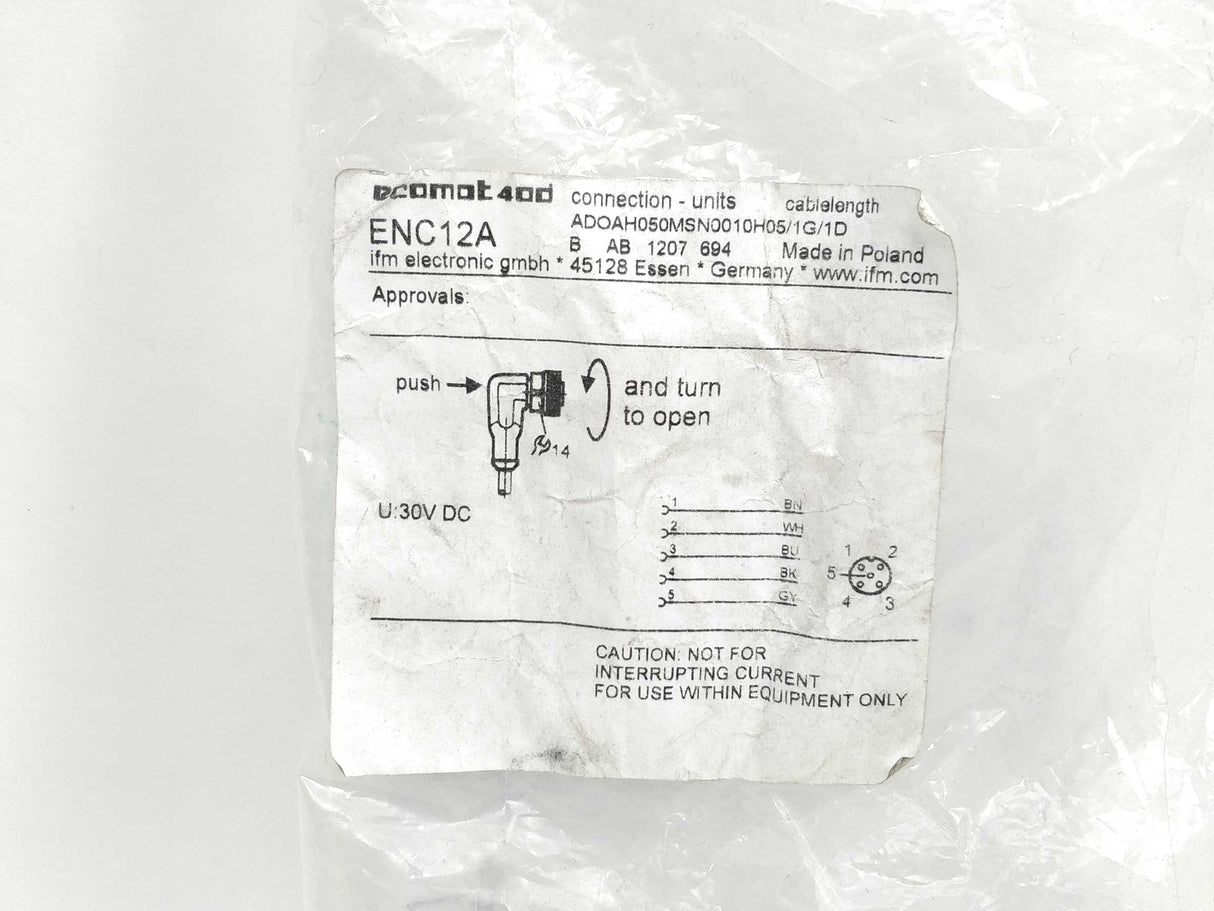 ecomat400 connection - units cablelength
ENC12A ADOAH050MSN0010H05/1G/1D
B AB 1207 694 Made in Poland
ifm electronic gmbh * 45128 Essen * Germany * www.ifm.com
Approvals:
push and turn
to open
14
U:30V DC
1 BN
2 WH
3 BU
4 BK
5 GY
1 2
5
4 3
CAUTION: NOT FOR
INTERRUPTING CURRENT
FOR USE WITHIN EQUIPMENT ONLY